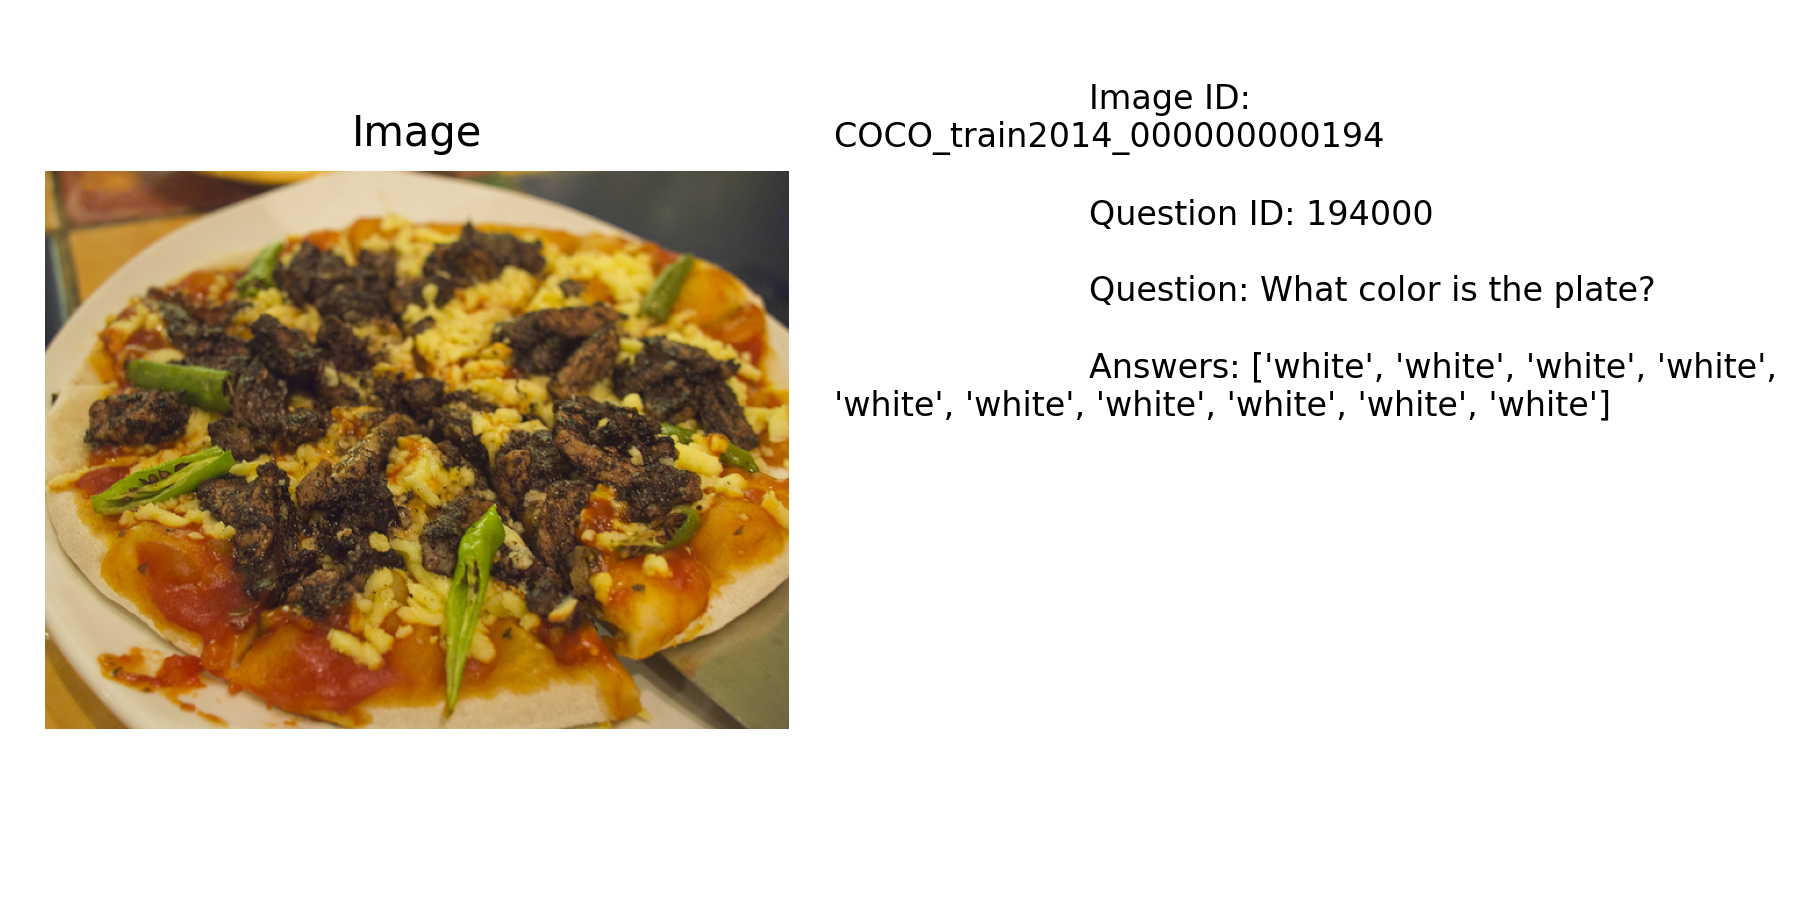 Image
Image ID:
COCO_train2014_000000000194
Question ID: 194000
Question: What color is the plate?
Answers: ['white', 'white', 'white', 'white',
'white', 'white', 'white', 'white', 'white', 'white']